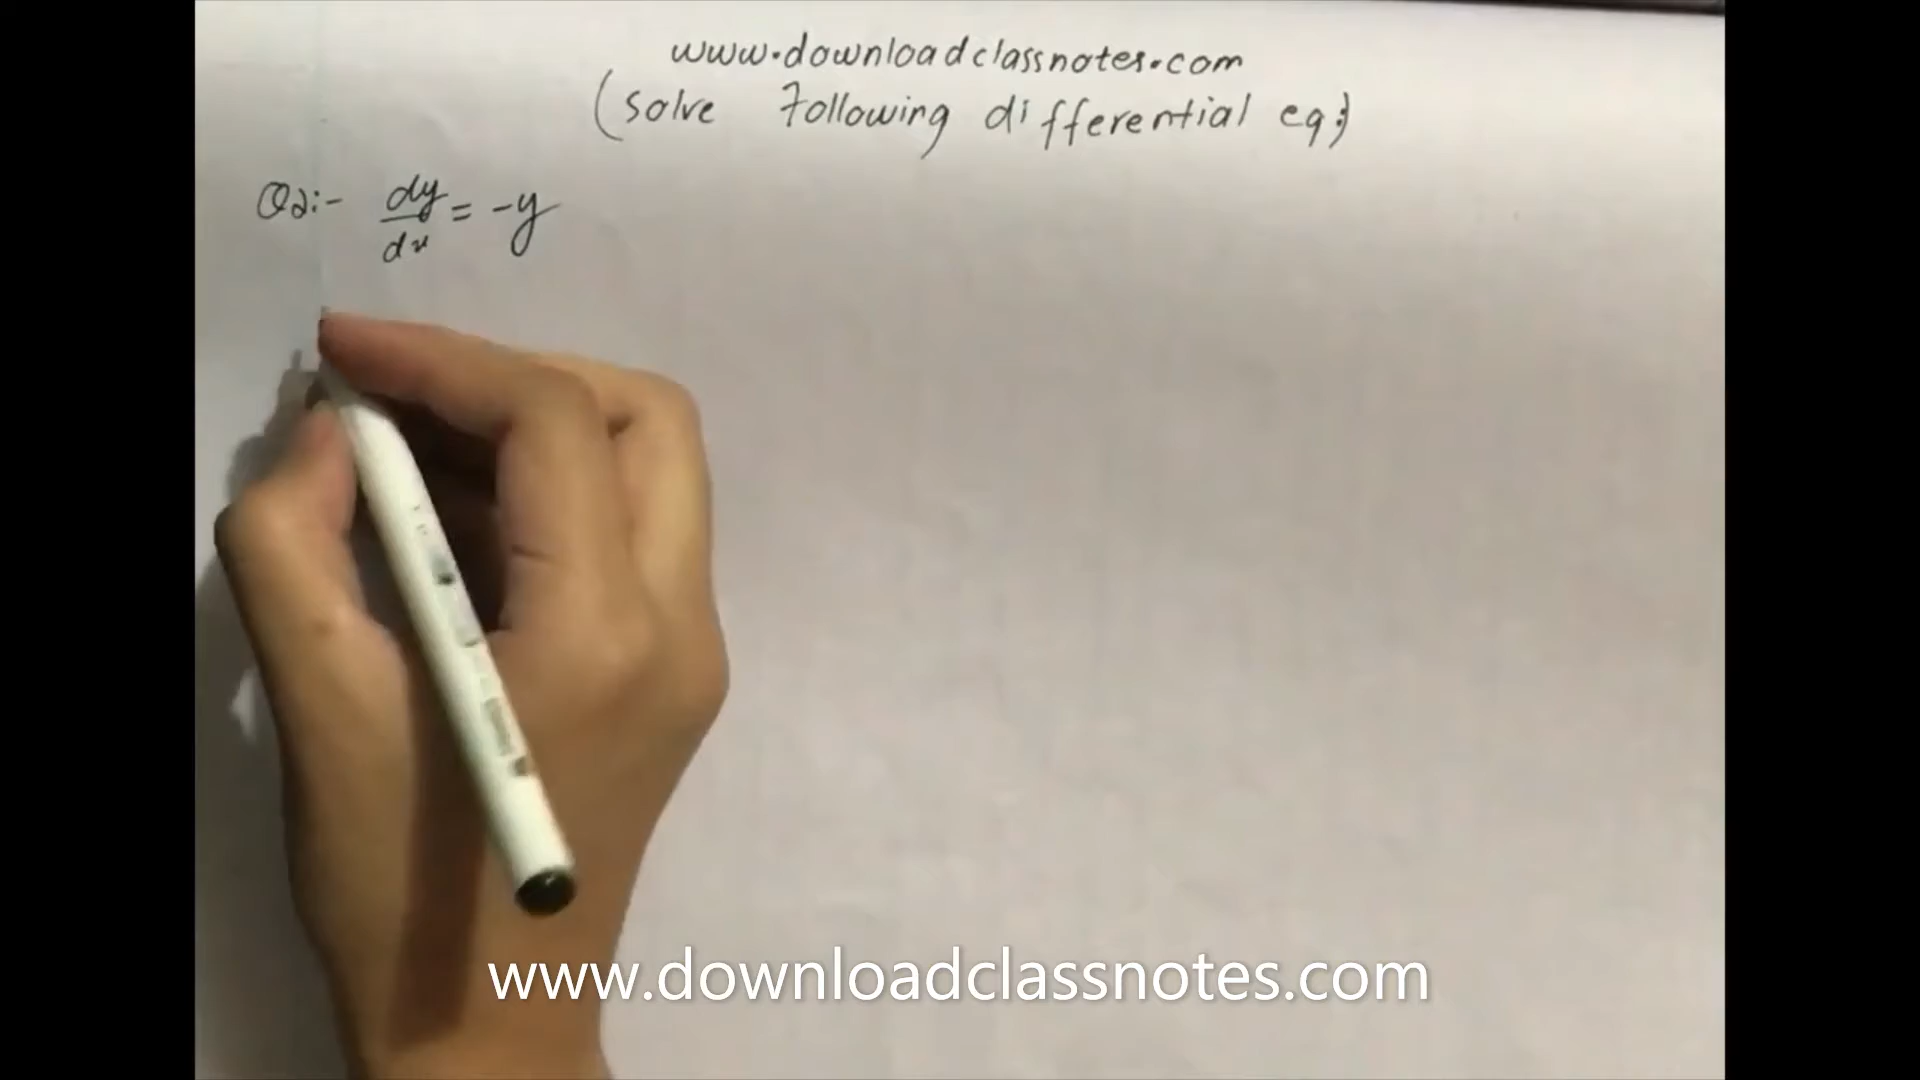 www.downloadclassnotes.com
(solve following differential eq:)
Q2:- dy/dx = -y
www.downloadclassnotes.com